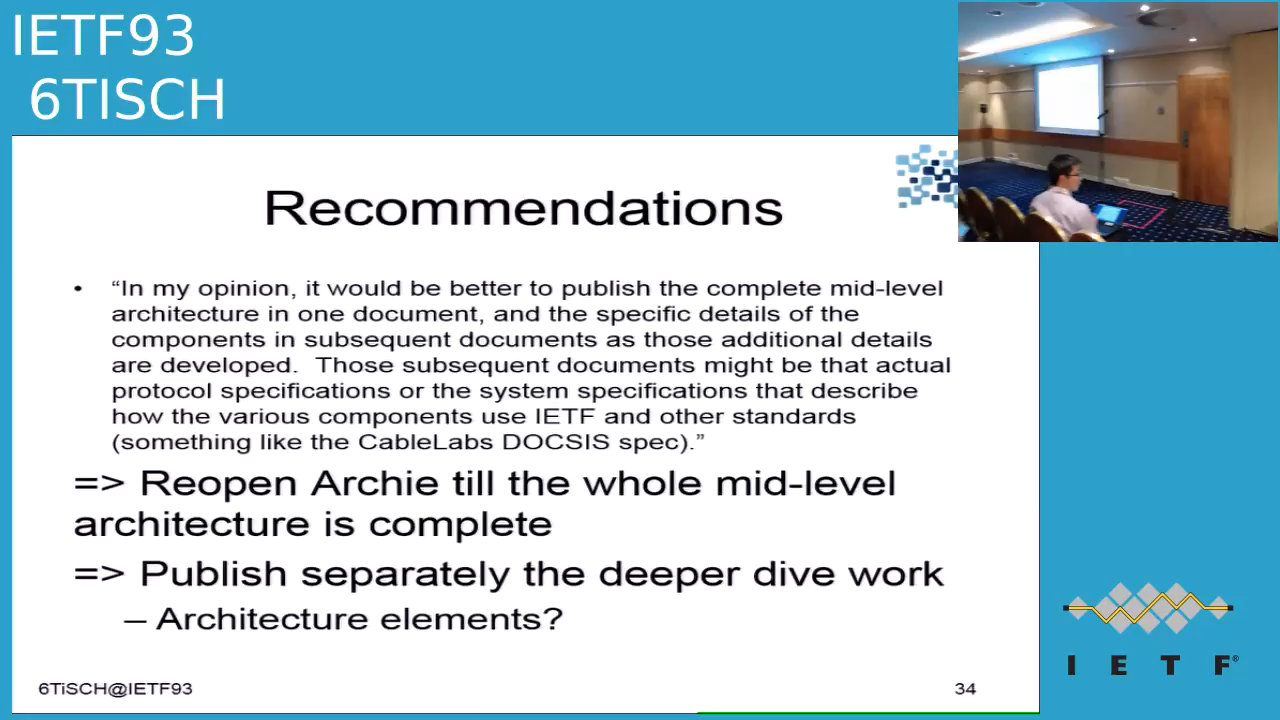 IETF93
6TISCH
Recommendations
• “In my opinion, it would be better to publish the complete mid-level
architecture in one document, and the specific details of the
components in subsequent documents as those additional details
are developed.  Those subsequent documents might be that actual
protocol specifications or the system specifications that describe
how the various components use IETF and other standards
(something like the CableLabs DOCSIS spec).”
=> Reopen Archie till the whole mid-level
architecture is complete
=> Publish separately the deeper dive work
– Architecture elements?
6TiSCH@IETF93
34
I E T F®